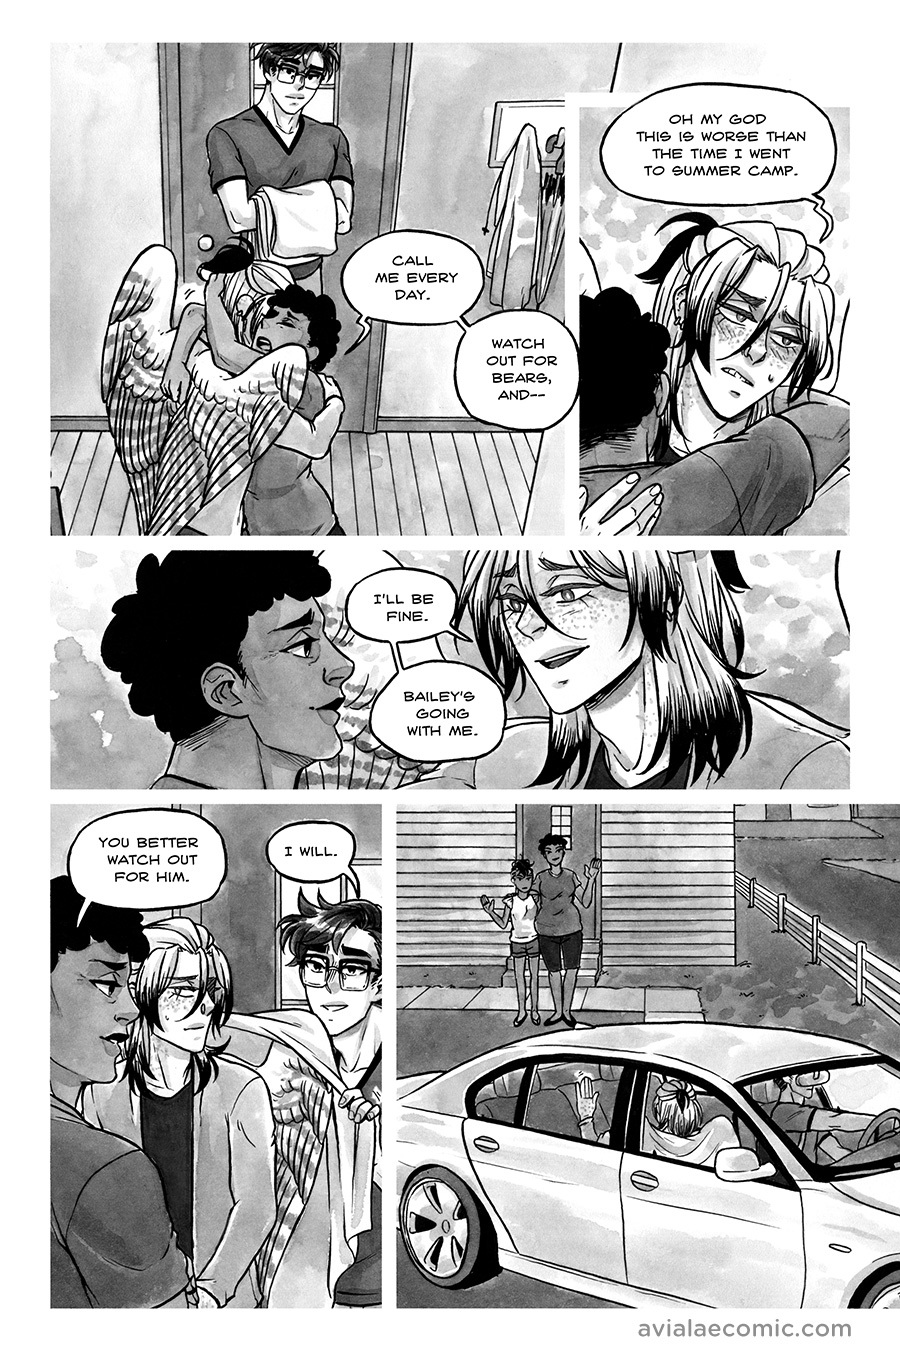 CALL
ME EVERY
DAY.
WATCH
OUT FOR
BEARS,
AND--
OH MY GOD
THIS IS WORSE THAN
THE TIME I WENT
TO SUMMER CAMP.
I'LL BE
FINE.
BAILEY'S
GOING
WITH ME.
YOU BETTER
WATCH OUT
FOR HIM.
I WILL.
avialaecomic.com